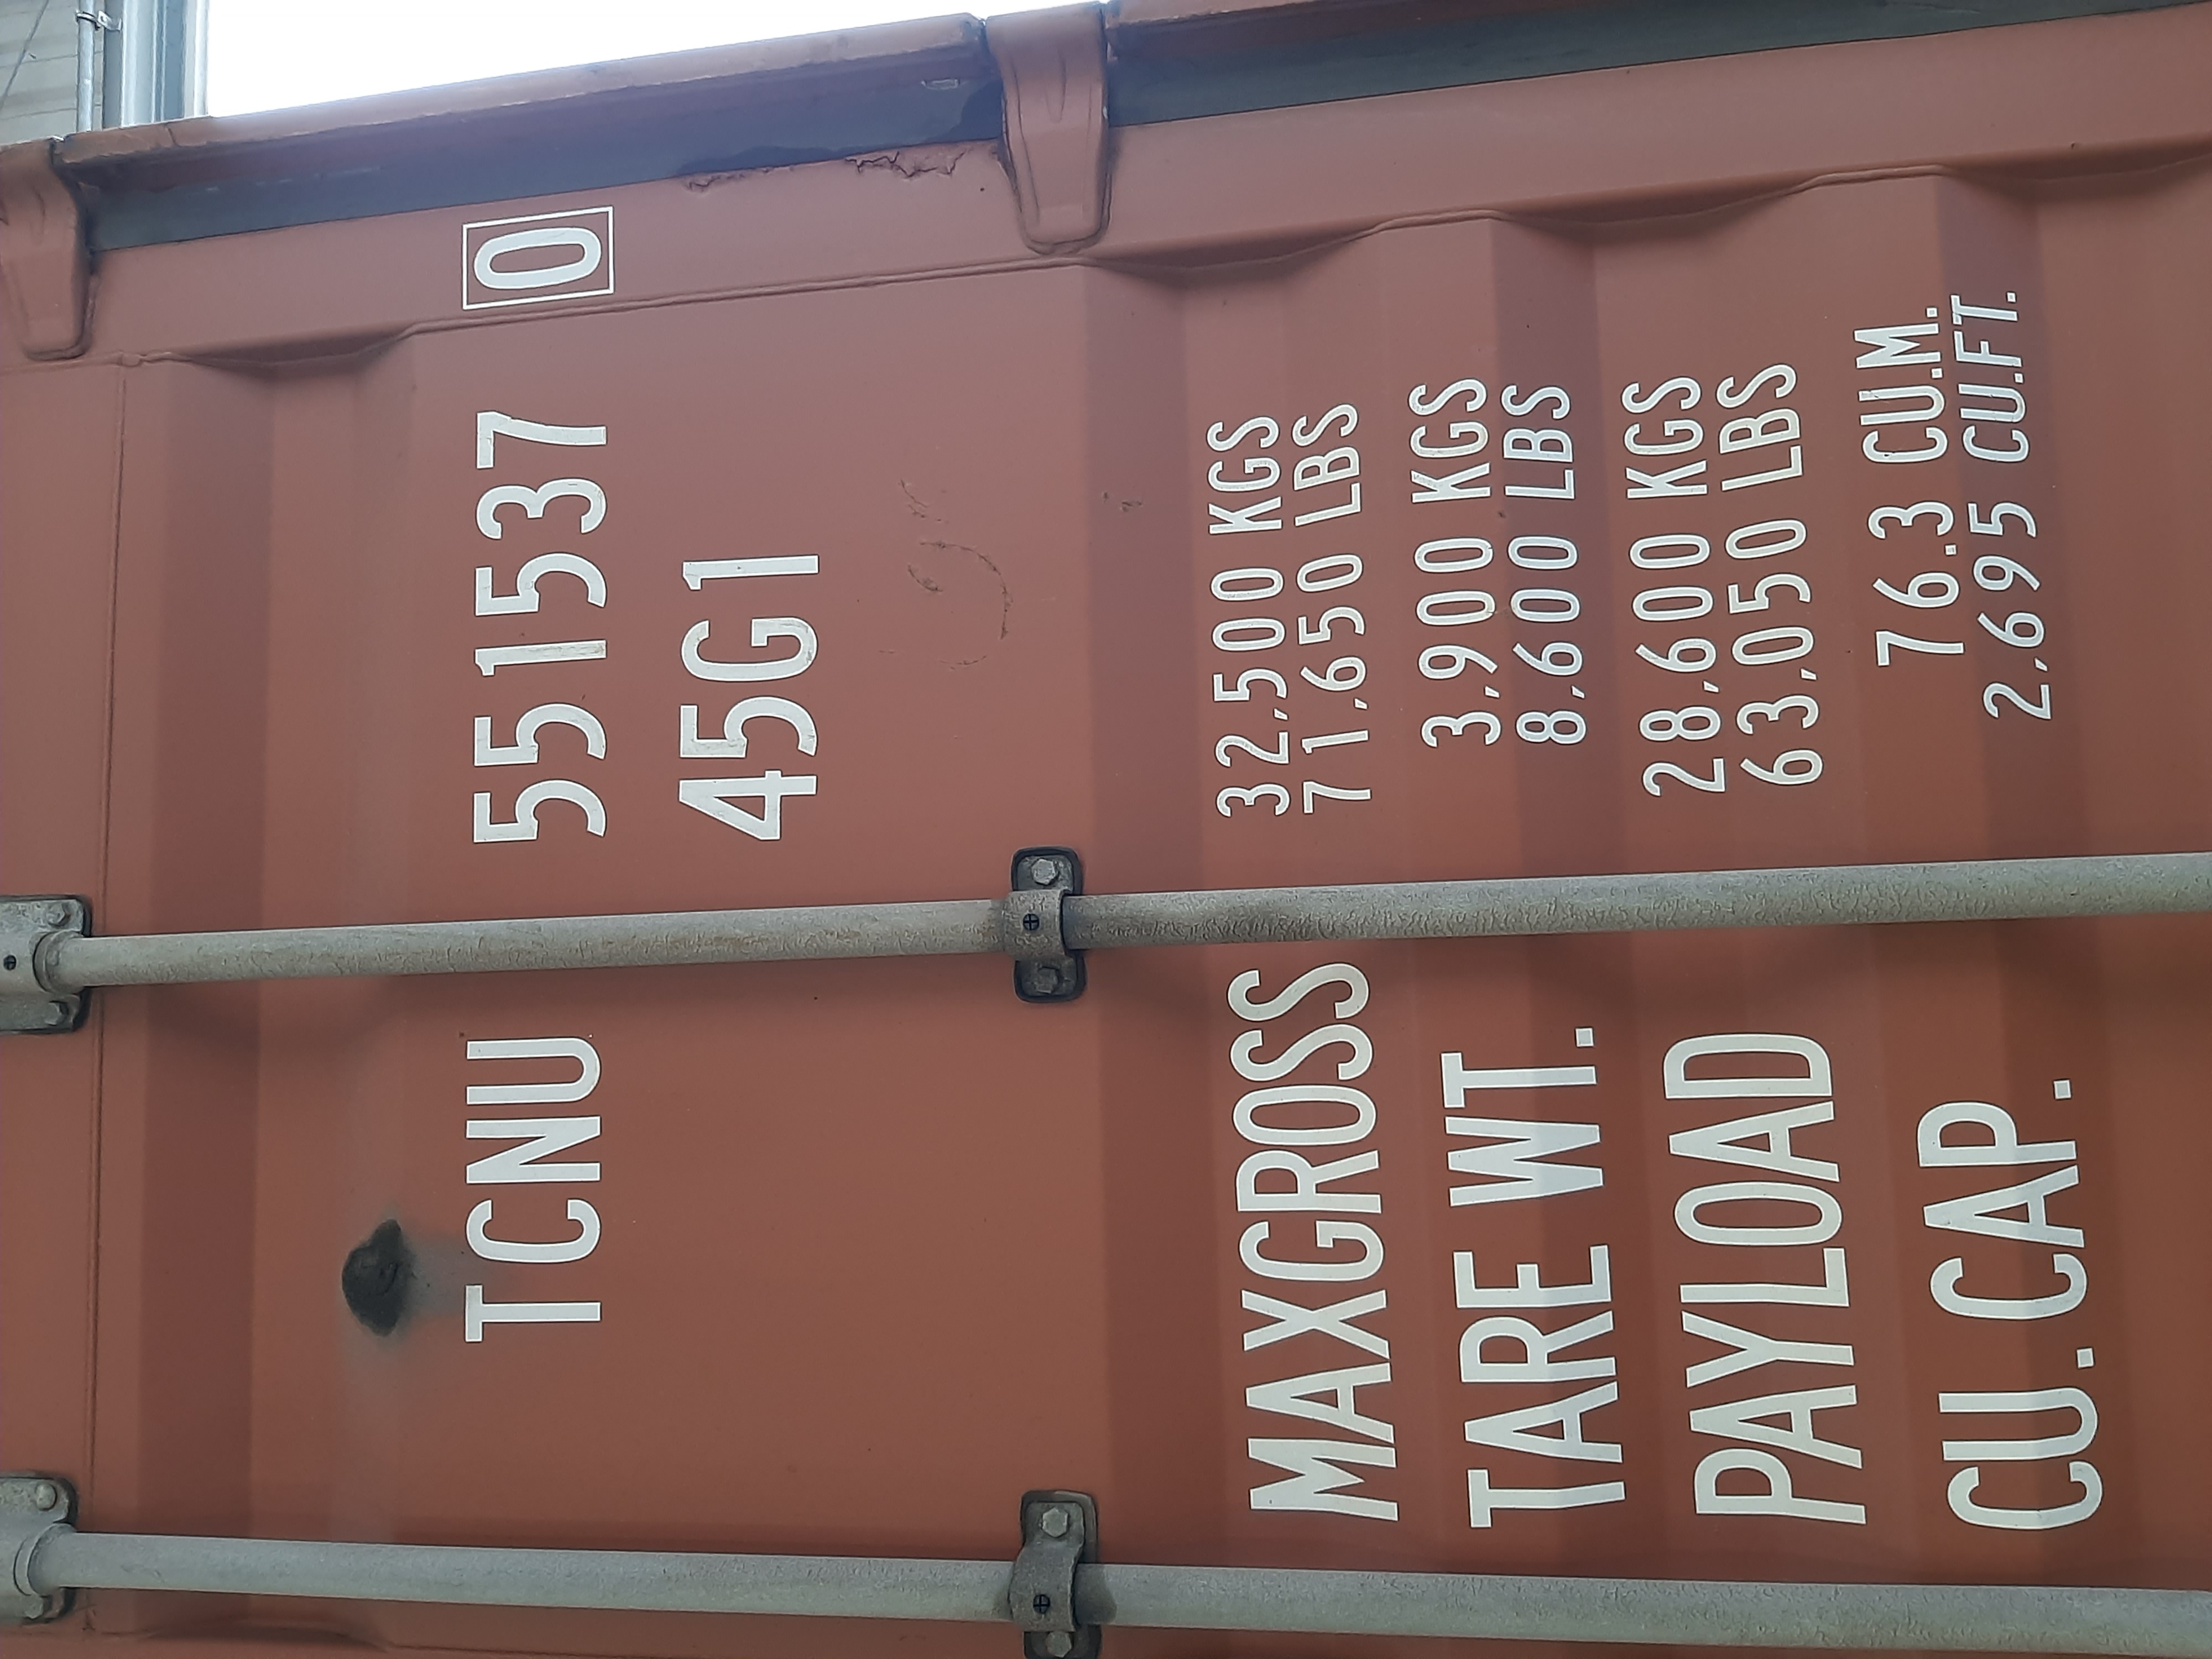 TCNU 551537 0
45G1
MAXGROSS 32,500 KGS
71,650 LBS
TARE WT. 3,900 KGS
8,600 LBS
PAYLOAD 28,600 KGS
63,050 LBS
CU. CAP. 76.3 CU.M.
2,695 CU.FT.